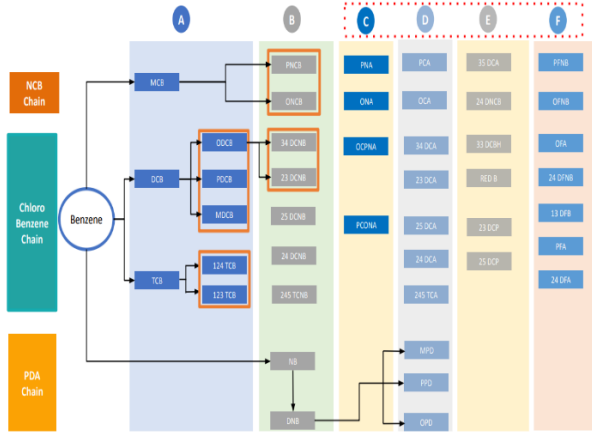 A
B
C
D
E
F
NCB
Chain
MCB
PNCB
ONCB
PNA
ONA
PCA
OCA
35 DCA
24 DNCB
PFNB
OFNB
Chloro
Benzene
Chain
Benzene
DCB
ODCB
PDCB
MDCB
34 DCNB
23 DCNB
25 DCNB
24 DCNB
245 TCNB
OCPNA
PCONA
34 DCA
23 DCA
25 DCA
24 DCA
245 TCA
33 DCBH
RED B
23 DCP
25 DCP
OFA
24 DFNB
13 DFB
PFA
24 DFA
TCB
124 TCB
123 TCB
PDA
Chain
NB
DNB
MPD
PPD
OPD